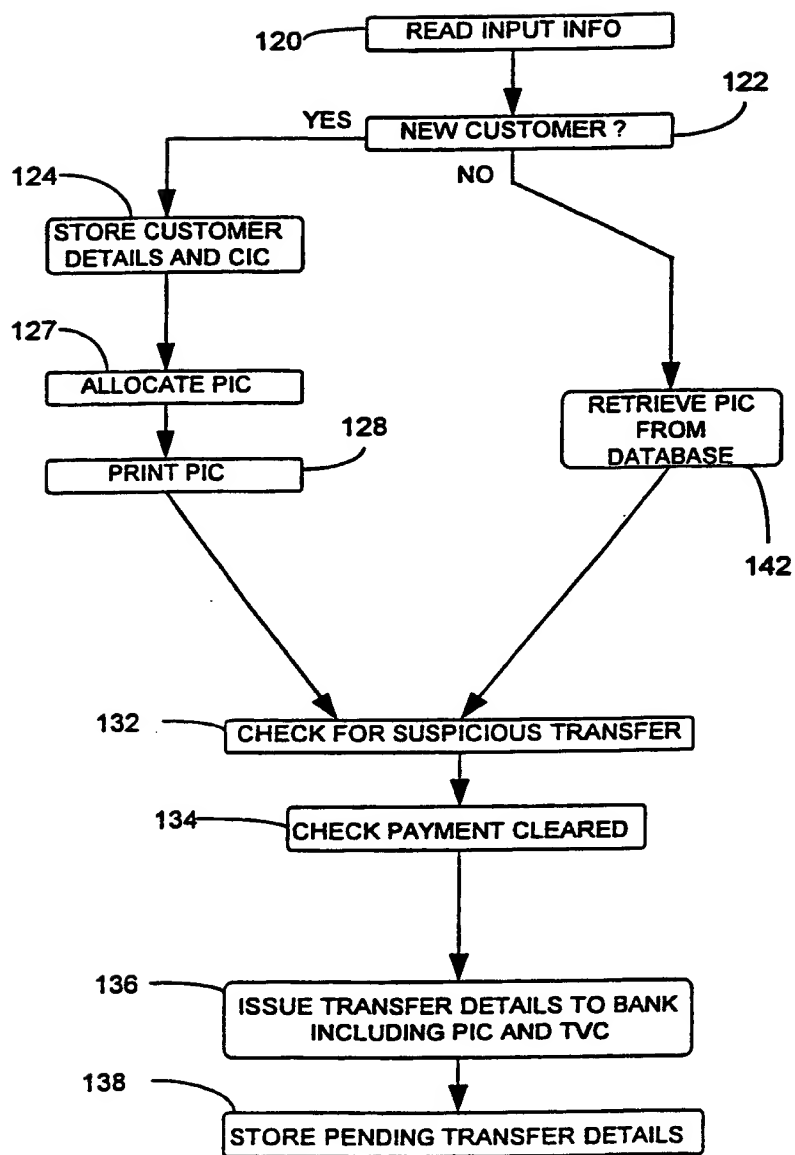 120
READ INPUT INFO
122
YES
NEW CUSTOMER ?
NO
124
STORE CUSTOMER
DETAILS AND CIC
127
ALLOCATE PIC
128
PRINT PIC
RETRIEVE PIC
FROM
DATABASE
142
132
CHECK FOR SUSPICIOUS TRANSFER
134
CHECK PAYMENT CLEARED
136
ISSUE TRANSFER DETAILS TO BANK
INCLUDING PIC AND TVC
138
STORE PENDING TRANSFER DETAILS